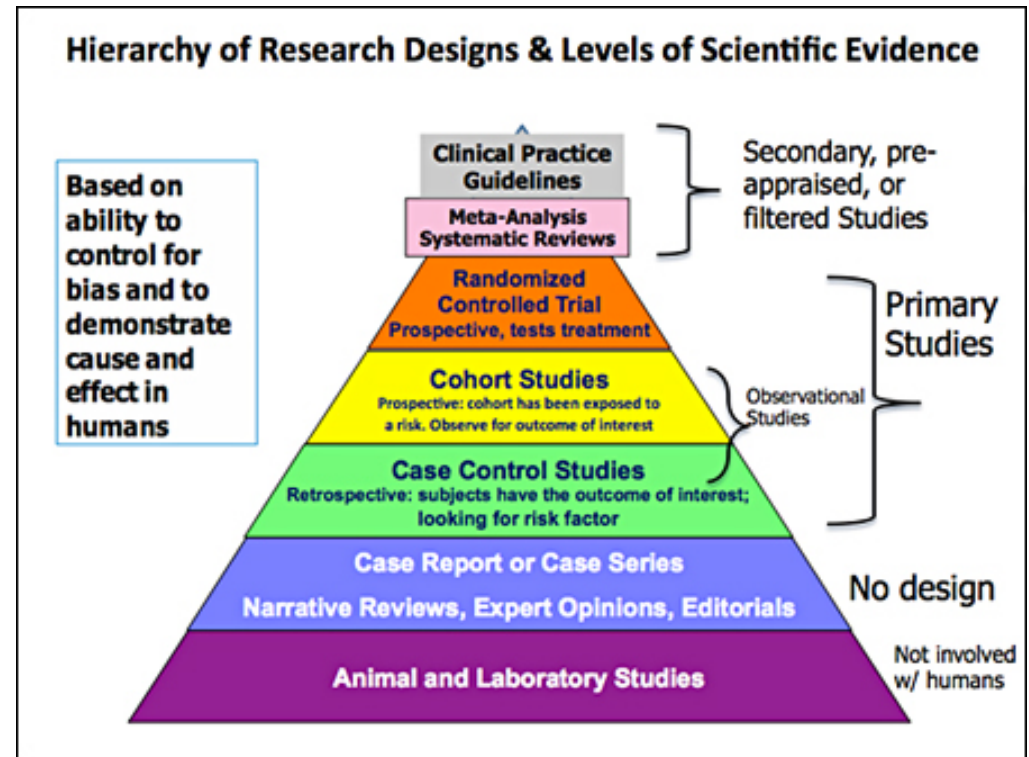 Hierarchy of Research Designs & Levels of Scientific Evidence
Based on
ability to
control for
bias and to
demonstrate
cause and
effect in
humans
Clinical Practice
Guidelines
Meta-Analysis
Systematic Reviews
Secondary, pre-
appraised, or
filtered Studies
Randomized
Controlled Trial
Prospective, tests treatment
Primary
Studies
Cohort Studies
Prospective: cohort has been exposed to
a risk. Observe for outcome of interest
Observational
Studies
Case Control Studies
Retrospective: subjects have the outcome of interest;
looking for risk factor
Case Report or Case Series
Narrative Reviews, Expert Opinions, Editorials
No design
Animal and Laboratory Studies
Not involved
w/ humans